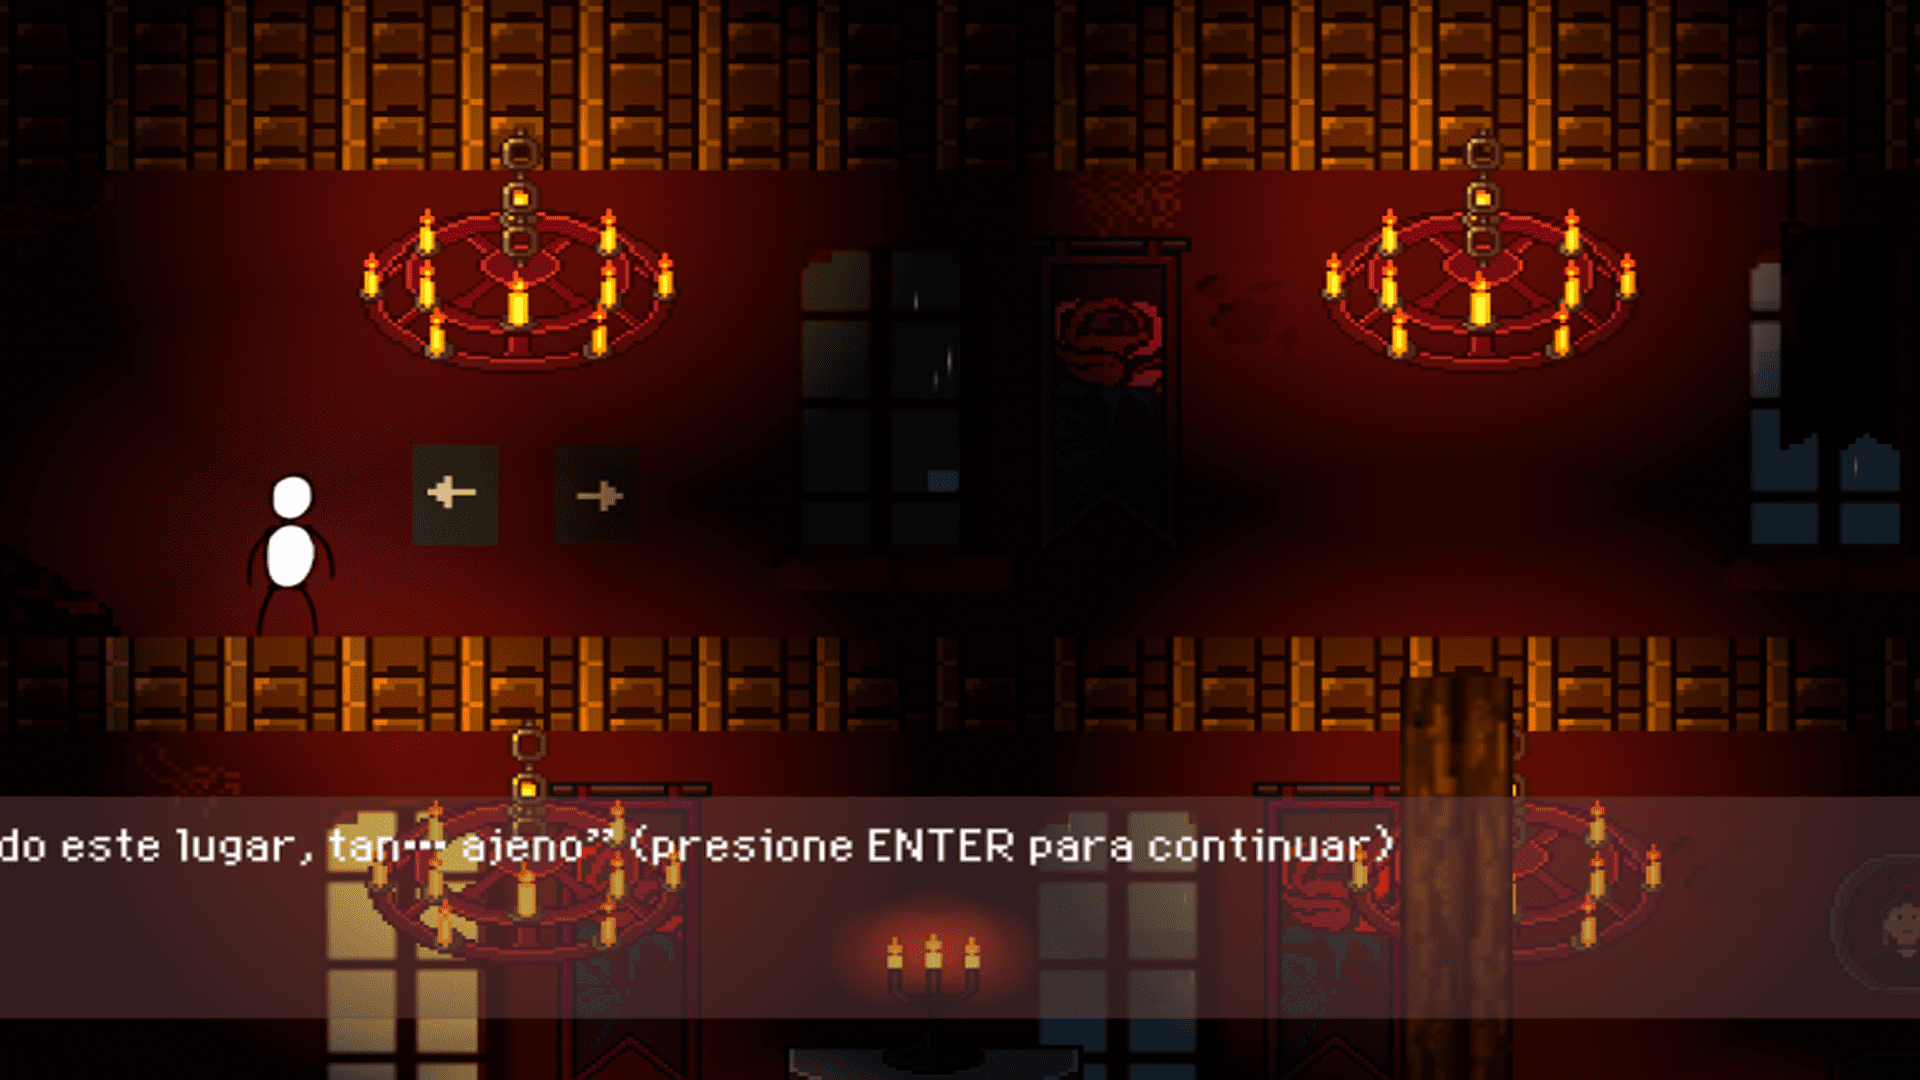 do este lugar, tan... ajeno” (presione ENTER para continuar)